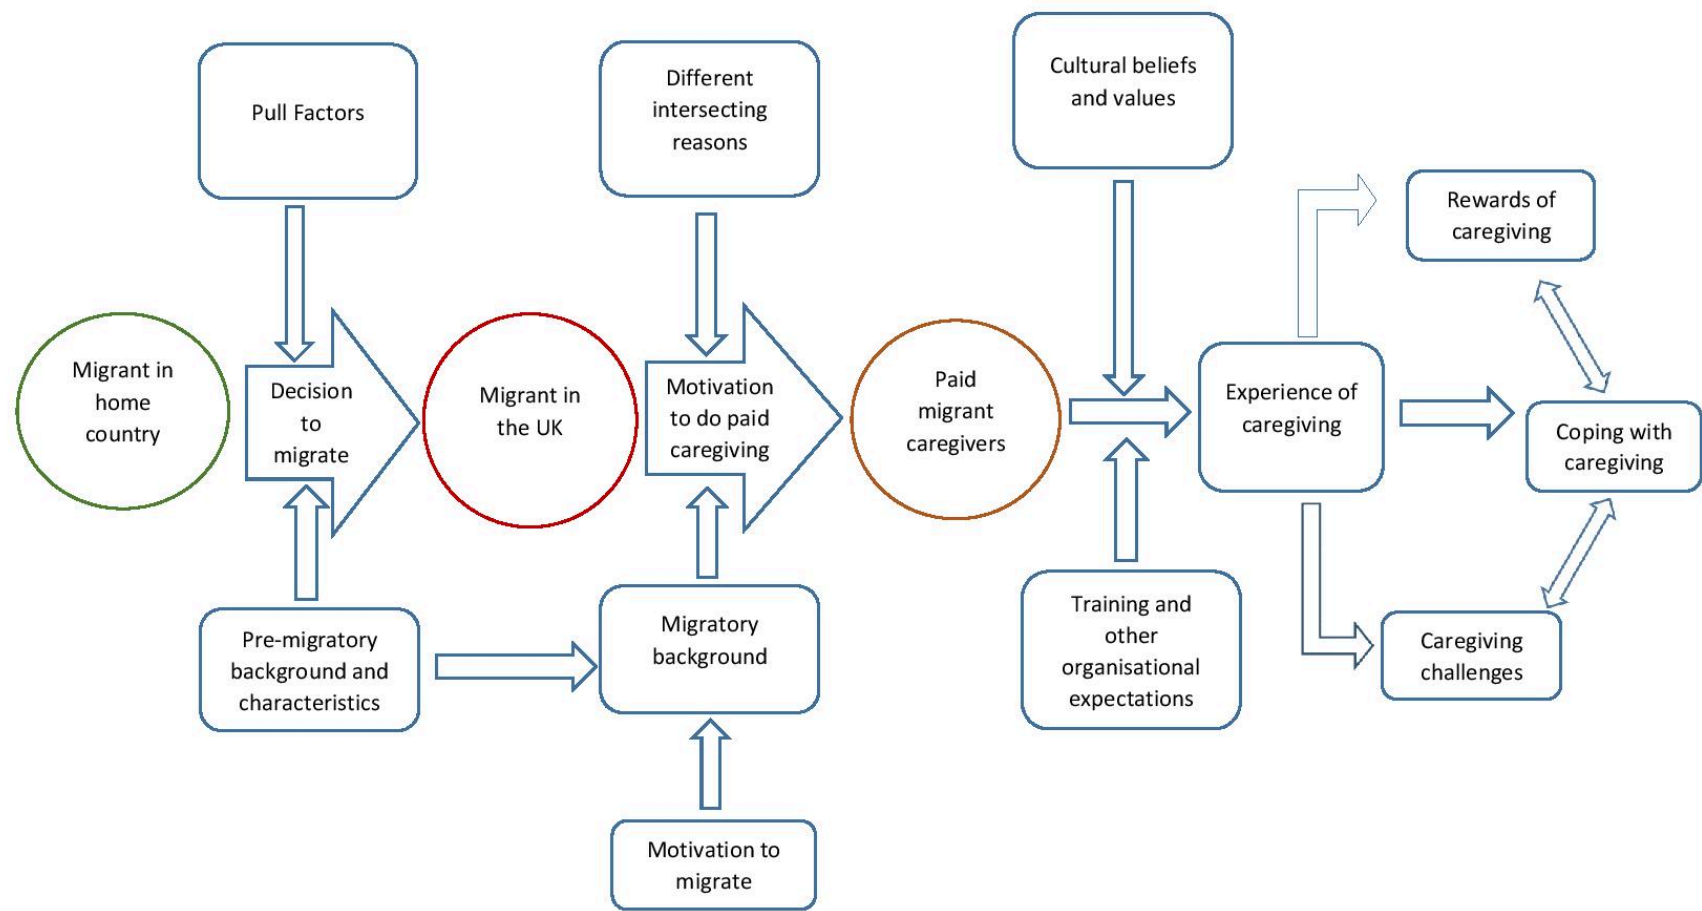 Pull Factors
Different
intersecting
reasons
Cultural beliefs
and values
Rewards of
caregiving
Migrant in
home
country
Decision
to
migrate
Migrant in
the UK
Motivation
to do paid
caregiving
Paid
migrant
caregivers
Experience of
caregiving
Coping with
caregiving
Pre-migratory
background and
characteristics
Migratory
background
Training and
other
organisational
expectations
Caregiving
challenges
Motivation to
migrate